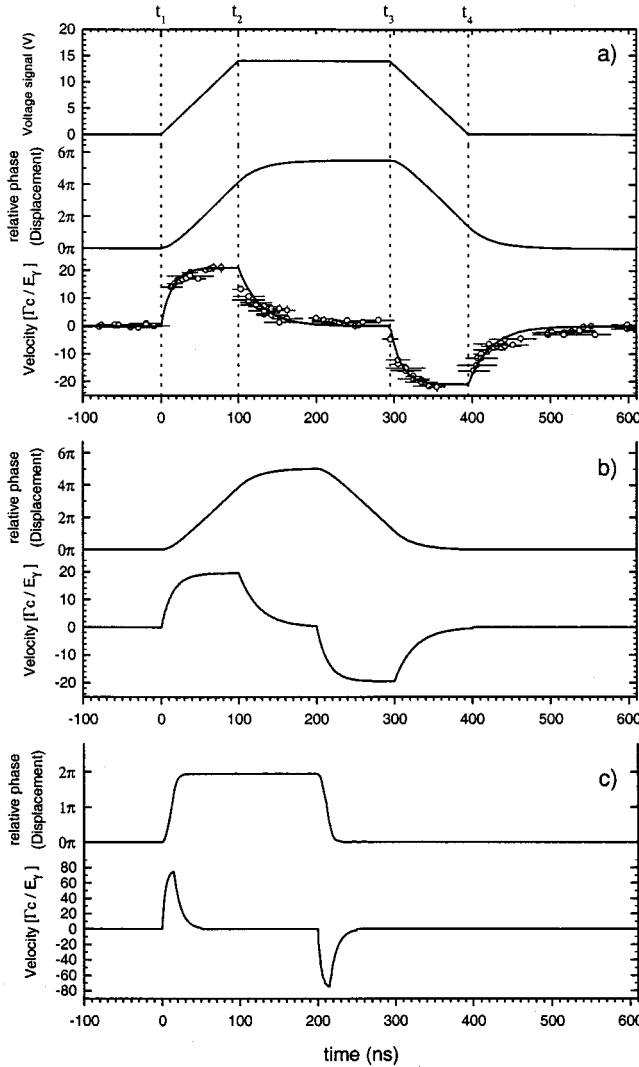 t1 t2 t3 t4
a)
Voltage signal (V)
20
15
10
5
0
relative phase
(Displacement)
6π
4π
2π
0π
Velocity [Γc / Eγ ]
20
10
0
-10
-20
-100 0 100 200 300 400 500 600
b)
relative phase
(Displacement)
6π
4π
2π
0π
Velocity [Γc / Eγ ]
20
10
0
-10
-20
-100 0 100 200 300 400 500 600
c)
relative phase
(Displacement)
2π
1π
0π
Velocity [Γc / Eγ ]
80
60
40
20
0
-20
-40
-60
-80
-100 0 100 200 300 400 500 600
time (ns)